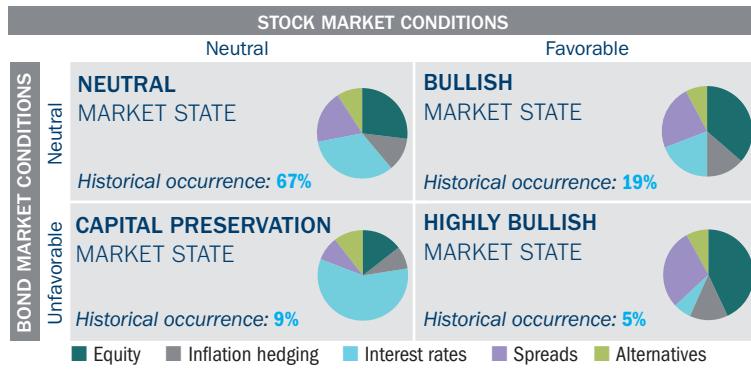 STOCK MARKET CONDITIONS
Neutral
Favorable
BOND MARKET CONDITIONS
Neutral
NEUTRAL
MARKET STATE
Historical occurrence: 67%
BULLISH
MARKET STATE
Historical occurrence: 19%
Unfavorable
CAPITAL PRESERVATION
MARKET STATE
Historical occurrence: 9%
HIGHLY BULLISH
MARKET STATE
Historical occurrence: 5%
Equity Inflation hedging Interest rates Spreads Alternatives